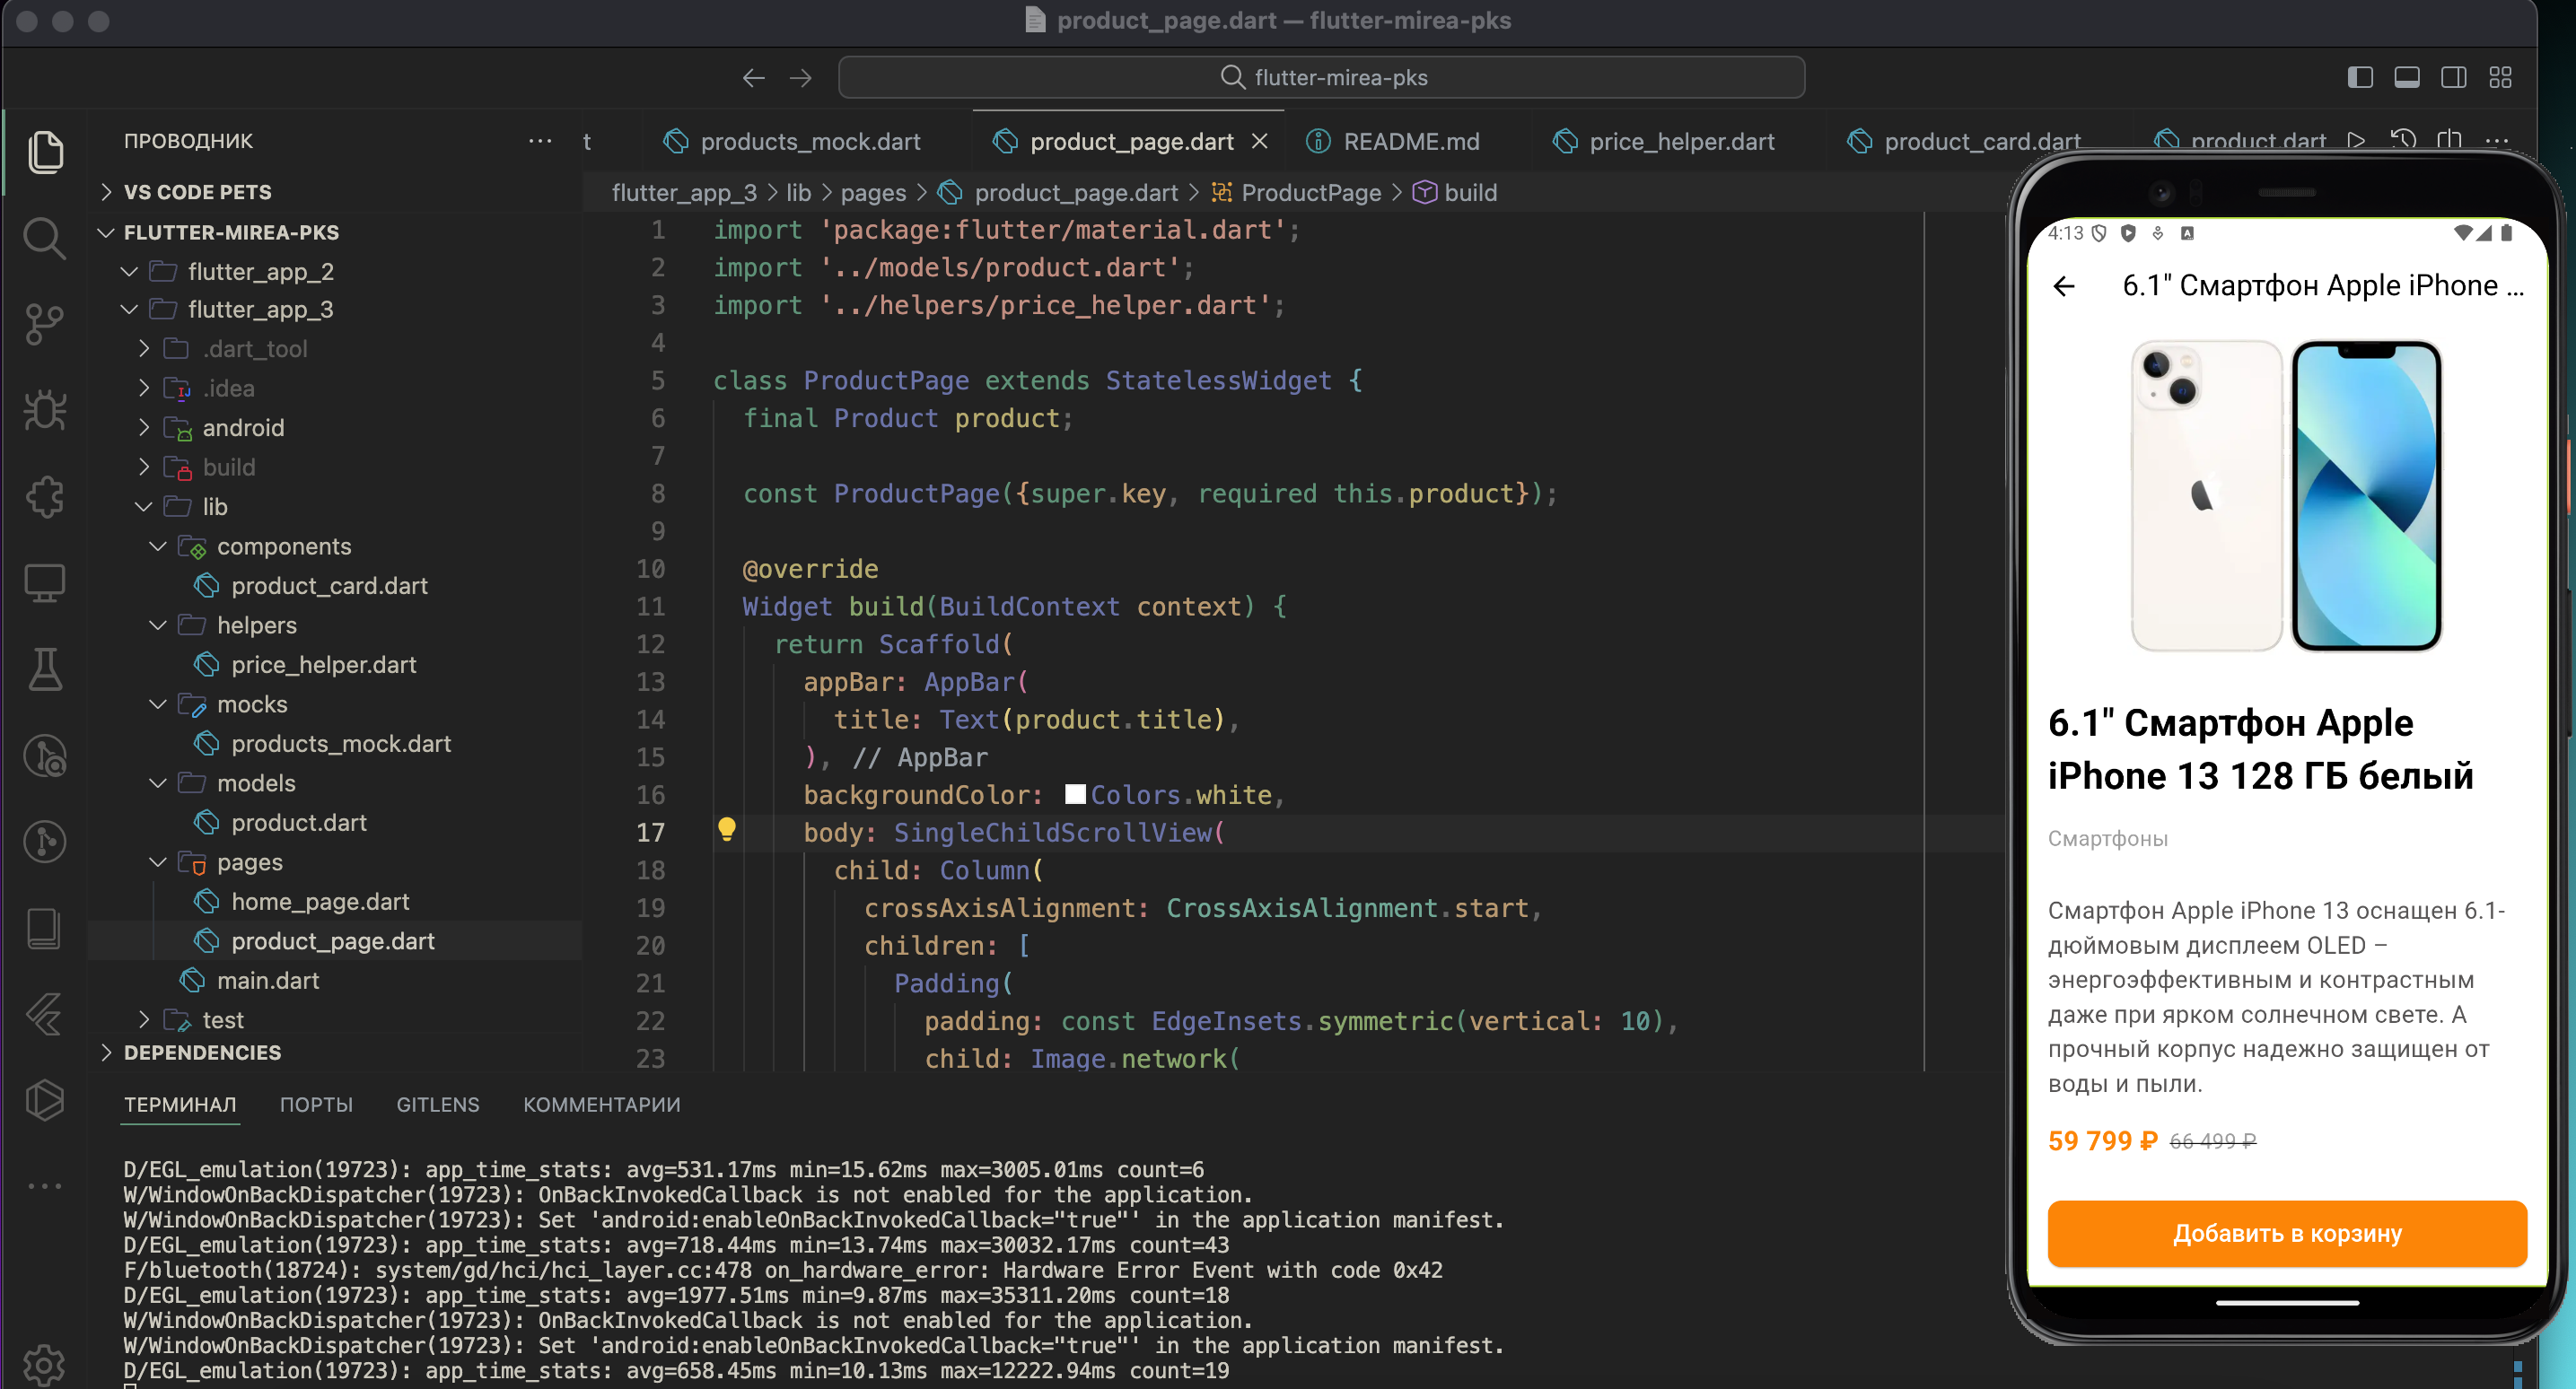 product_page.dart — flutter-mirea-pks
flutter-mirea-pks
ПРОВОДНИК
VS CODE PETS
FLUTTER-MIREA-PKS
flutter_app_2
flutter_app_3
.dart_tool
.idea
android
build
lib
components
product_card.dart
helpers
price_helper.dart
mocks
products_mock.dart
models
product.dart
pages
home_page.dart
product_page.dart
main.dart
test
DEPENDENCIES
t products_mock.dart product_page.dart README.md price_helper.dart product_card.dart product.dart
flutter_app_3 > lib > pages > product_page.dart > ProductPage > build
1 import 'package:flutter/material.dart';
2 import '../models/product.dart';
3 import '../helpers/price_helper.dart';
4
5 class ProductPage extends StatelessWidget {
6 final Product product;
7
8 const ProductPage({super.key, required this.product});
9
10 @override
11 Widget build(BuildContext context) {
12 return Scaffold(
13 appBar: AppBar(
14 title: Text(product.title),
15 ), // AppBar
16 backgroundColor: Colors.white,
17 body: SingleChildScrollView(
18 child: Column(
19 crossAxisAlignment: CrossAxisAlignment.start,
20 children: [
21 Padding(
22 padding: const EdgeInsets.symmetric(vertical: 10),
23 child: Image.network(
ТЕРМИНАЛ ПОРТЫ GITLENS КОММЕНТАРИИ
D/EGL_emulation(19723): app_time_stats: avg=531.17ms min=15.62ms max=3005.01ms count=6
W/WindowOnBackDispatcher(19723): OnBackInvokedCallback is not enabled for the application.
W/WindowOnBackDispatcher(19723): Set 'android:enableOnBackInvokedCallback="true"' in the application manifest.
D/EGL_emulation(19723): app_time_stats: avg=718.44ms min=13.74ms max=30032.17ms count=43
F/bluetooth(18724): system/gd/hci/hci_layer.cc:478 on_hardware_error: Hardware Error Event with code 0x42
D/EGL_emulation(19723): app_time_stats: avg=1977.51ms min=9.87ms max=35311.20ms count=18
W/WindowOnBackDispatcher(19723): OnBackInvokedCallback is not enabled for the application.
W/WindowOnBackDispatcher(19723): Set 'android:enableOnBackInvokedCallback="true"' in the application manifest.
D/EGL_emulation(19723): app_time_stats: avg=658.45ms min=10.13ms max=12222.94ms count=19
4:13
6.1" Смартфон Apple iPhone ...
6.1" Смартфон Apple
iPhone 13 128 ГБ белый
Смартфоны
Смартфон Apple iPhone 13 оснащен 6.1-
дюймовым дисплеем OLED –
энергоэффективным и контрастным
даже при ярком солнечном свете. А
прочный корпус надежно защищен от
воды и пыли.
59 799 ₽ 66 499 ₽
Добавить в корзину